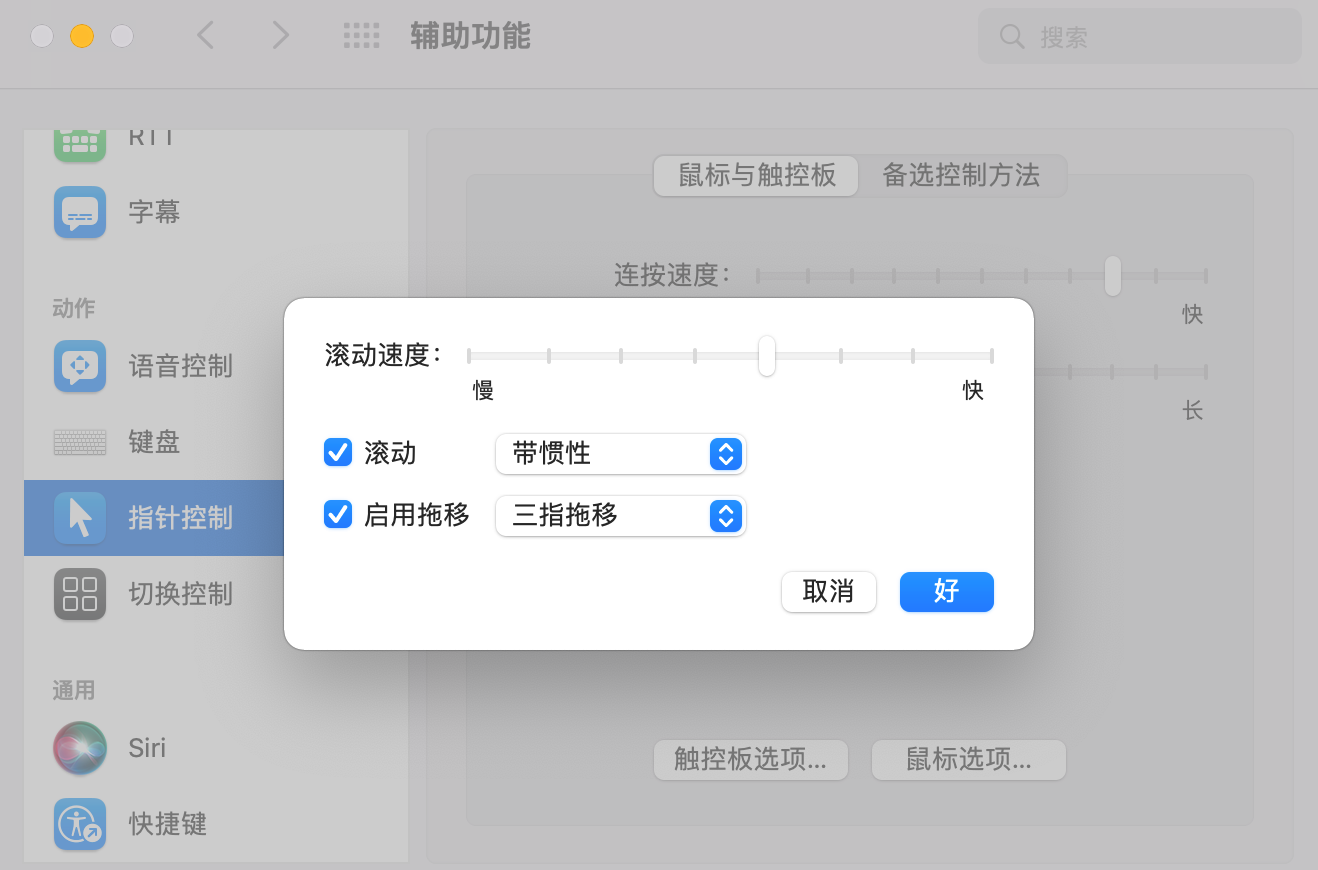 辅助功能
搜索
RTT
字幕
动作
语音控制
键盘
指针控制
切换控制
通用
Siri
快捷键
鼠标与触控板
备选控制方法
连按速度：
快
长
滚动速度：
慢
快
滚动
带惯性
启用拖移
三指拖移
取消
好
触控板选项...
鼠标选项...